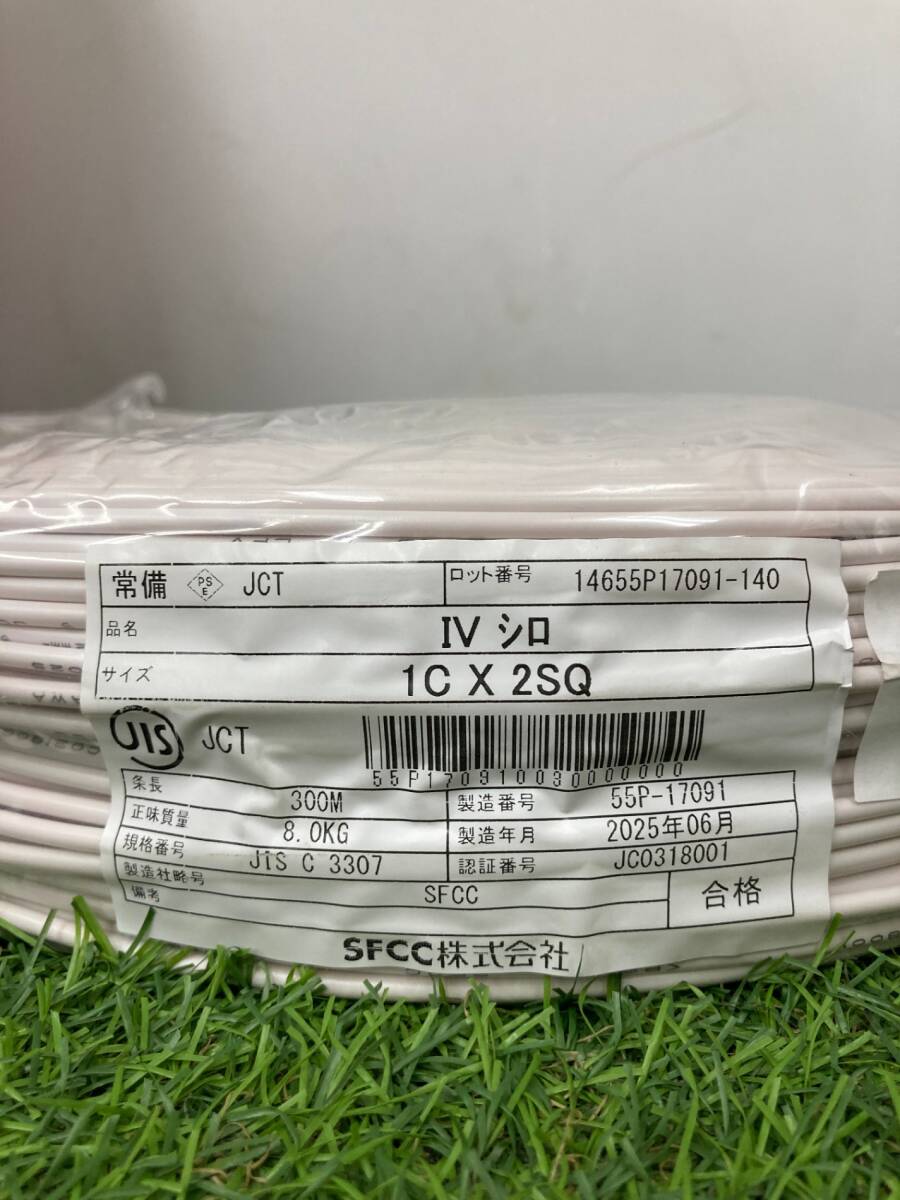 常備 PS E JCT ロット番号 14655P17091-140
品名 IV シロ
サイズ 1C X 2SQ
JIS JCT
55P170910030000000
条長 300M 製造番号 55P-17091
正味質量 8.0KG 製造年月 2025年06月
規格番号 JIS C 3307 認証番号 JC0318001
製造社略号 SFCC 合格
備考
SFCC株式会社